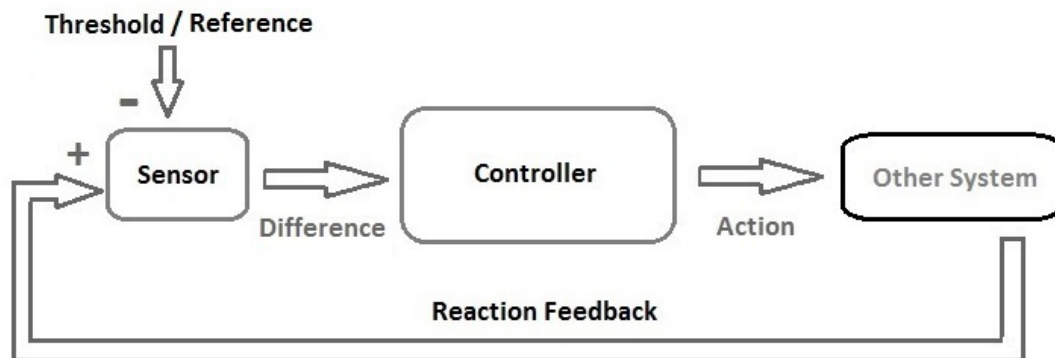 Threshold / Reference
-
+
Sensor
Controller
Other System
Difference
Action
Reaction Feedback